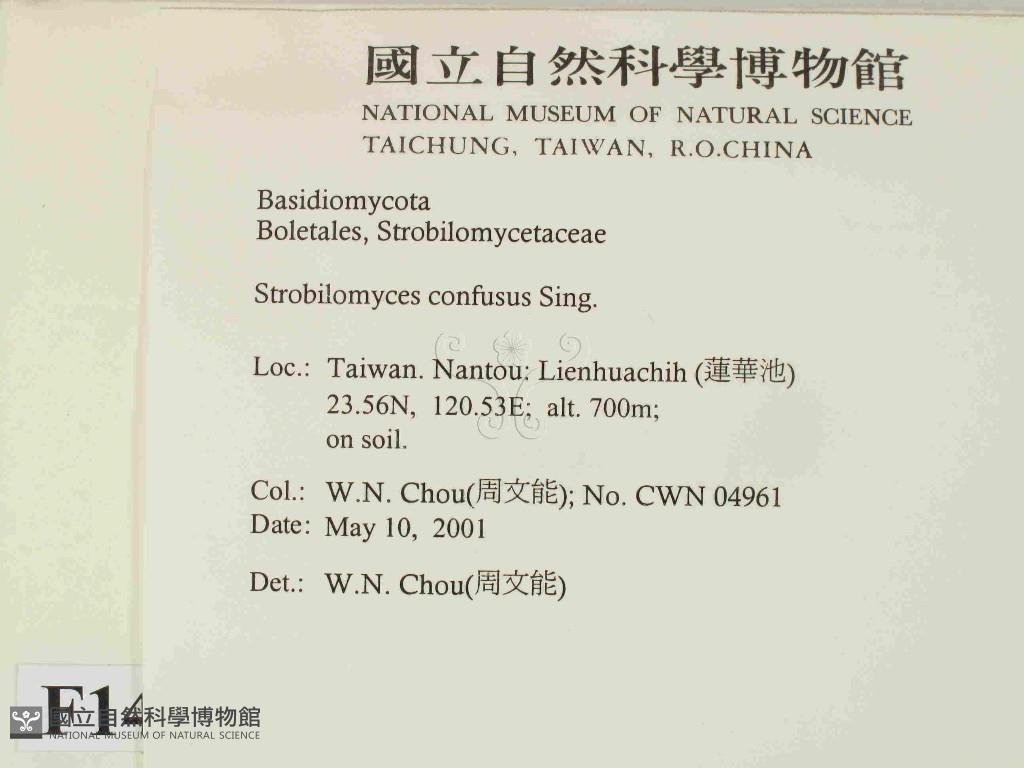 國立自然科學博物館
NATIONAL MUSEUM OF NATURAL SCIENCE
TAICHUNG, TAIWAN, R.O.CHINA
Basidiomycota
Boletales, Strobilomycetaceae
Strobilomyces confusus Sing.
Loc.: Taiwan. Nantou: Lienhuachih (蓮華池)
23.56N, 120.53E; alt. 700m;
on soil.
Col.: W.N. Chou(周文能); No. CWN 04961
Date: May 10, 2001
Det.: W.N. Chou(周文能)
F14
國立自然科學博物館
NATIONAL MUSEUM OF NATURAL SCIENCE